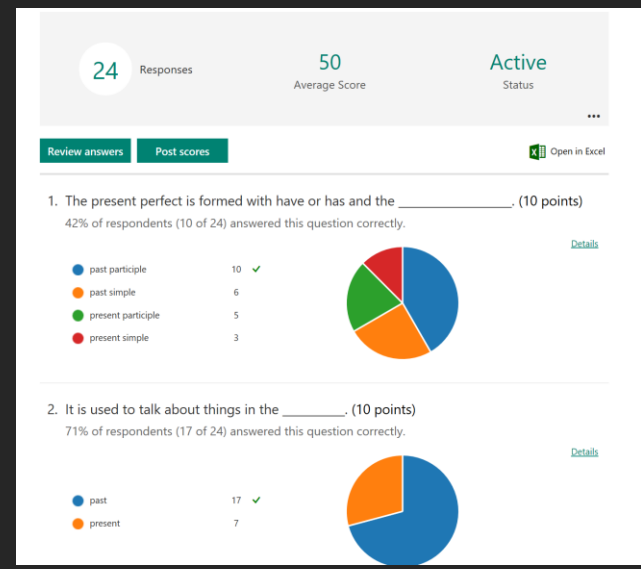 24 Responses
50
Average Score
Active
Status
Review answers
Post scores
Open in Excel
1. The present perfect is formed with have or has and the ________________. (10 points)
42% of respondents (10 of 24) answered this question correctly.
Details
past participle 10
past simple 6
present participle 5
present simple 3
2. It is used to talk about things in the _________. (10 points)
71% of respondents (17 of 24) answered this question correctly.
Details
past 17
present 7